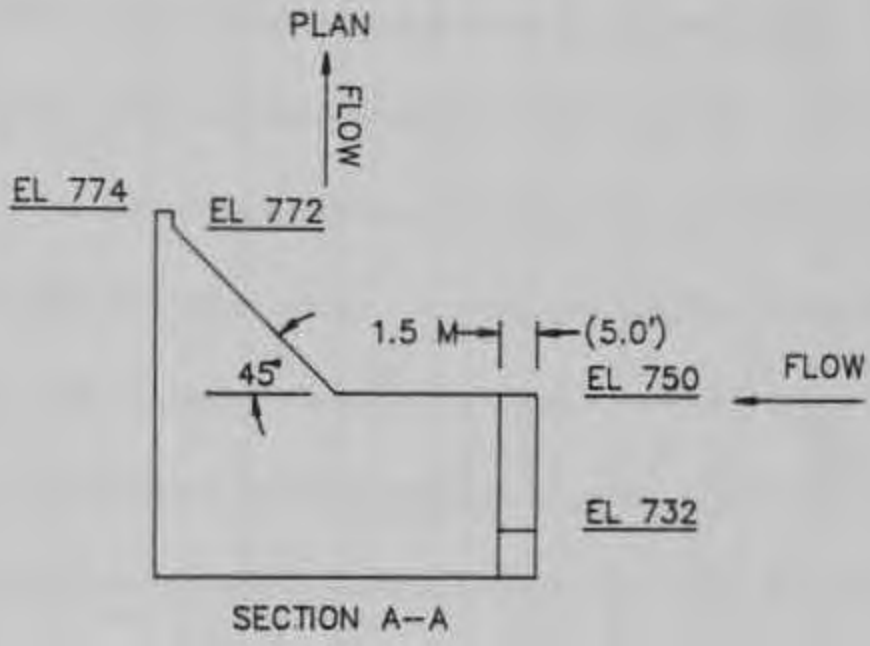 PLAN
FLOW
EL 774
EL 772
1.5 M (5.0')
45°
EL 750
FLOW
EL 732
SECTION A--A